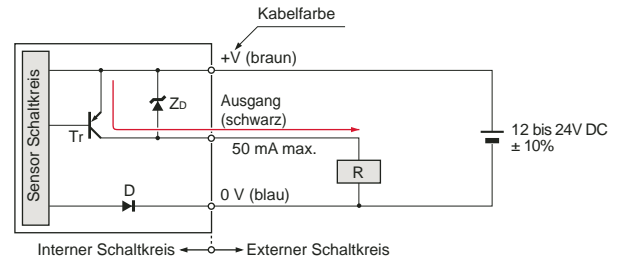 Kabelfarbe
+V (braun)
Sensor Schaltkreis
Tr
ZD
Ausgang
(schwarz)
50 mA max.
12 bis 24V DC
± 10%
R
D
0 V (blau)
Interner Schaltkreis
Externer Schaltkreis